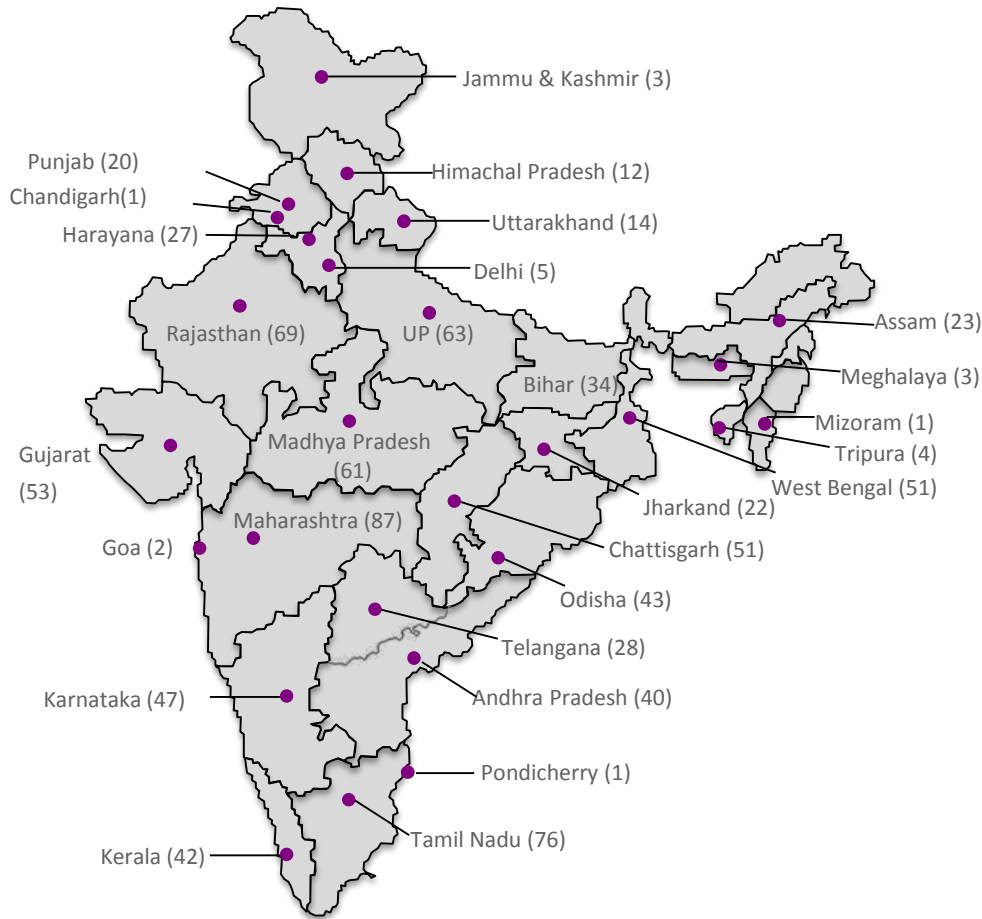 Jammu & Kashmir (3)
Punjab (20)
Himachal Pradesh (12)
Chandigarh(1)
Uttarakhand (14)
Harayana (27)
Delhi (5)
Assam (23)
Rajasthan (69)
UP (63)
Meghalaya (3)
Bihar (34)
Mizoram (1)
Madhya Pradesh
(61)
Tripura (4)
Gujarat
(53)
West Bengal (51)
Jharkand (22)
Maharashtra (87)
Goa (2)
Chattisgarh (51)
Odisha (43)
Telangana (28)
Karnataka (47)
Andhra Pradesh (40)
Pondicherry (1)
Tamil Nadu (76)
Kerala (42)